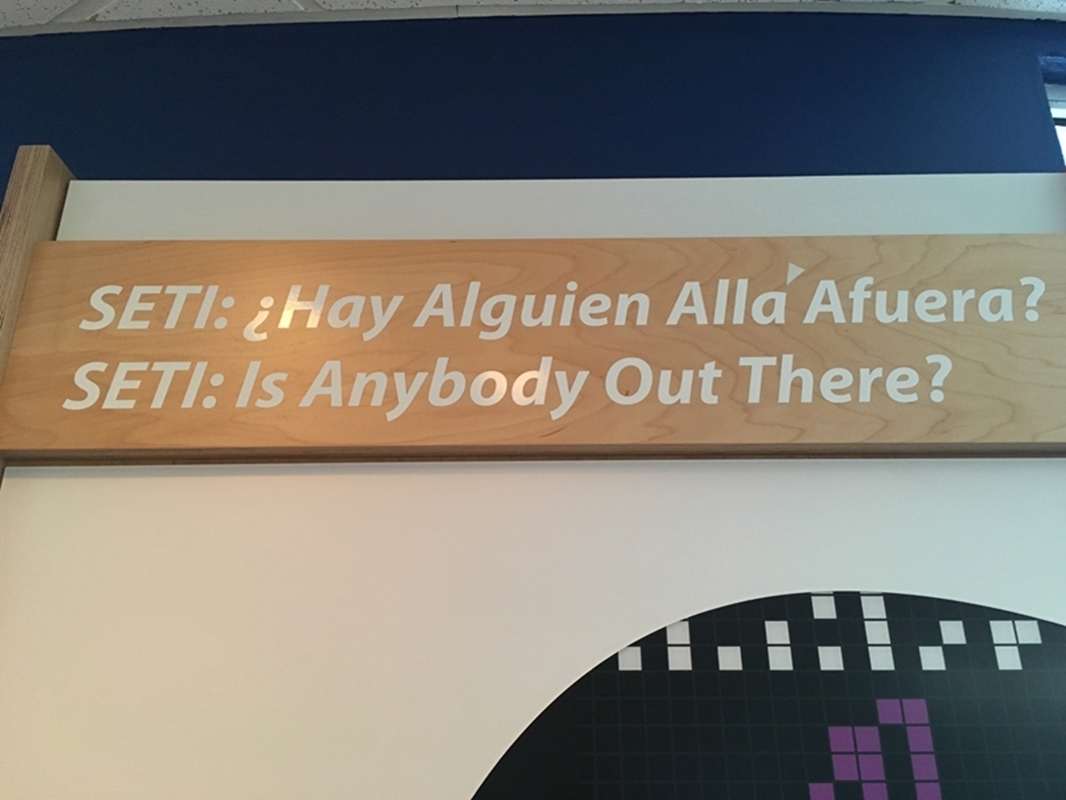 SETI: ¿Hay Alguien Allá Afuera?
SETI: Is Anybody Out There?